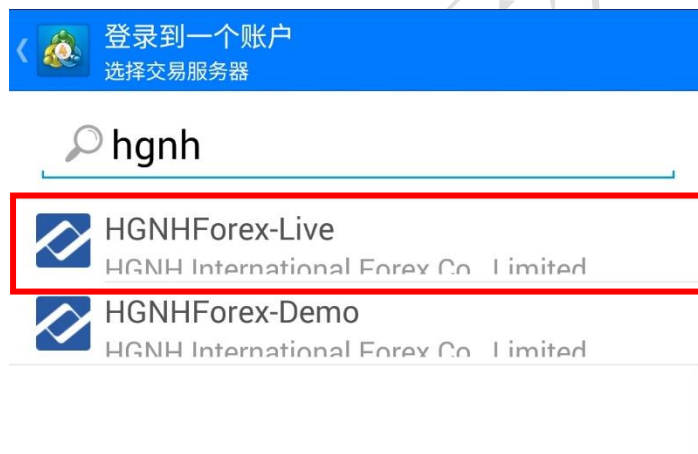 登录到一个账户
选择交易服务器
hgnh
HGNHForex-Live
HGNH International Forex Co., Limited
HGNHForex-Demo
HGNH International Forex Co., Limited